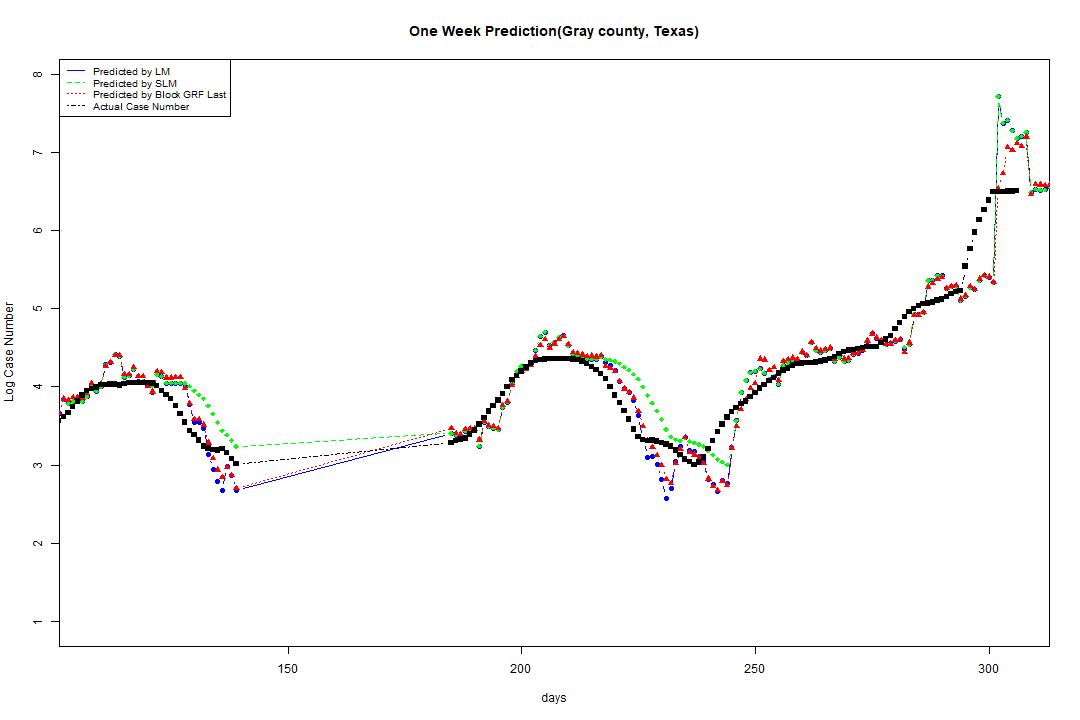 One Week Prediction(Gray county, Texas)
Predicted by LM
Predicted by SLM
Predicted by Block GRF Last
Actual Case Number
8
7
6
5
4
3
2
1
Log Case Number
150 200 250 300
days